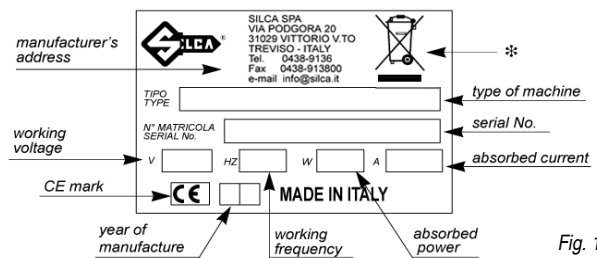 manufacturer's
address
SILCA®
SILCA SPA
VIA PODGORA 20
31029 VITTORIO V.TO
TREVISO - ITALY
Tel. 0438-9136
Fax 0438-913800
e-mail info@silca.it
*
TIPO
TYPE
type of machine
N° MATRICOLA
SERIAL No.
serial No.
working
voltage
V HZ W A
absorbed current
CE mark
CE
MADE IN ITALY
year of
manufacture
working
frequency
absorbed
power
Fig. 1